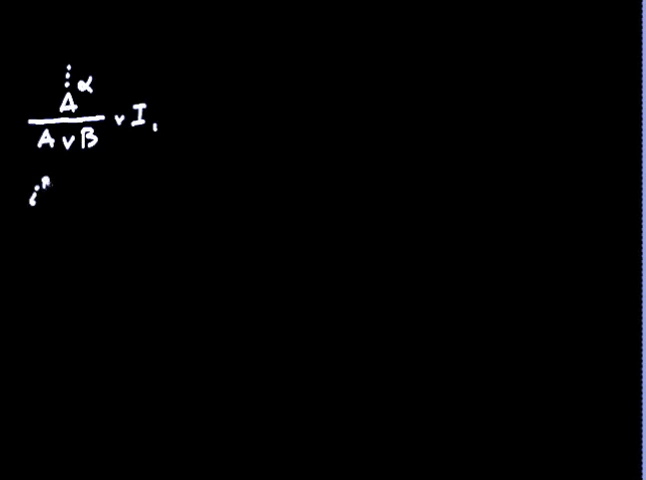 ⋮ α
A
A ∨ B ∨ I₁
i^A